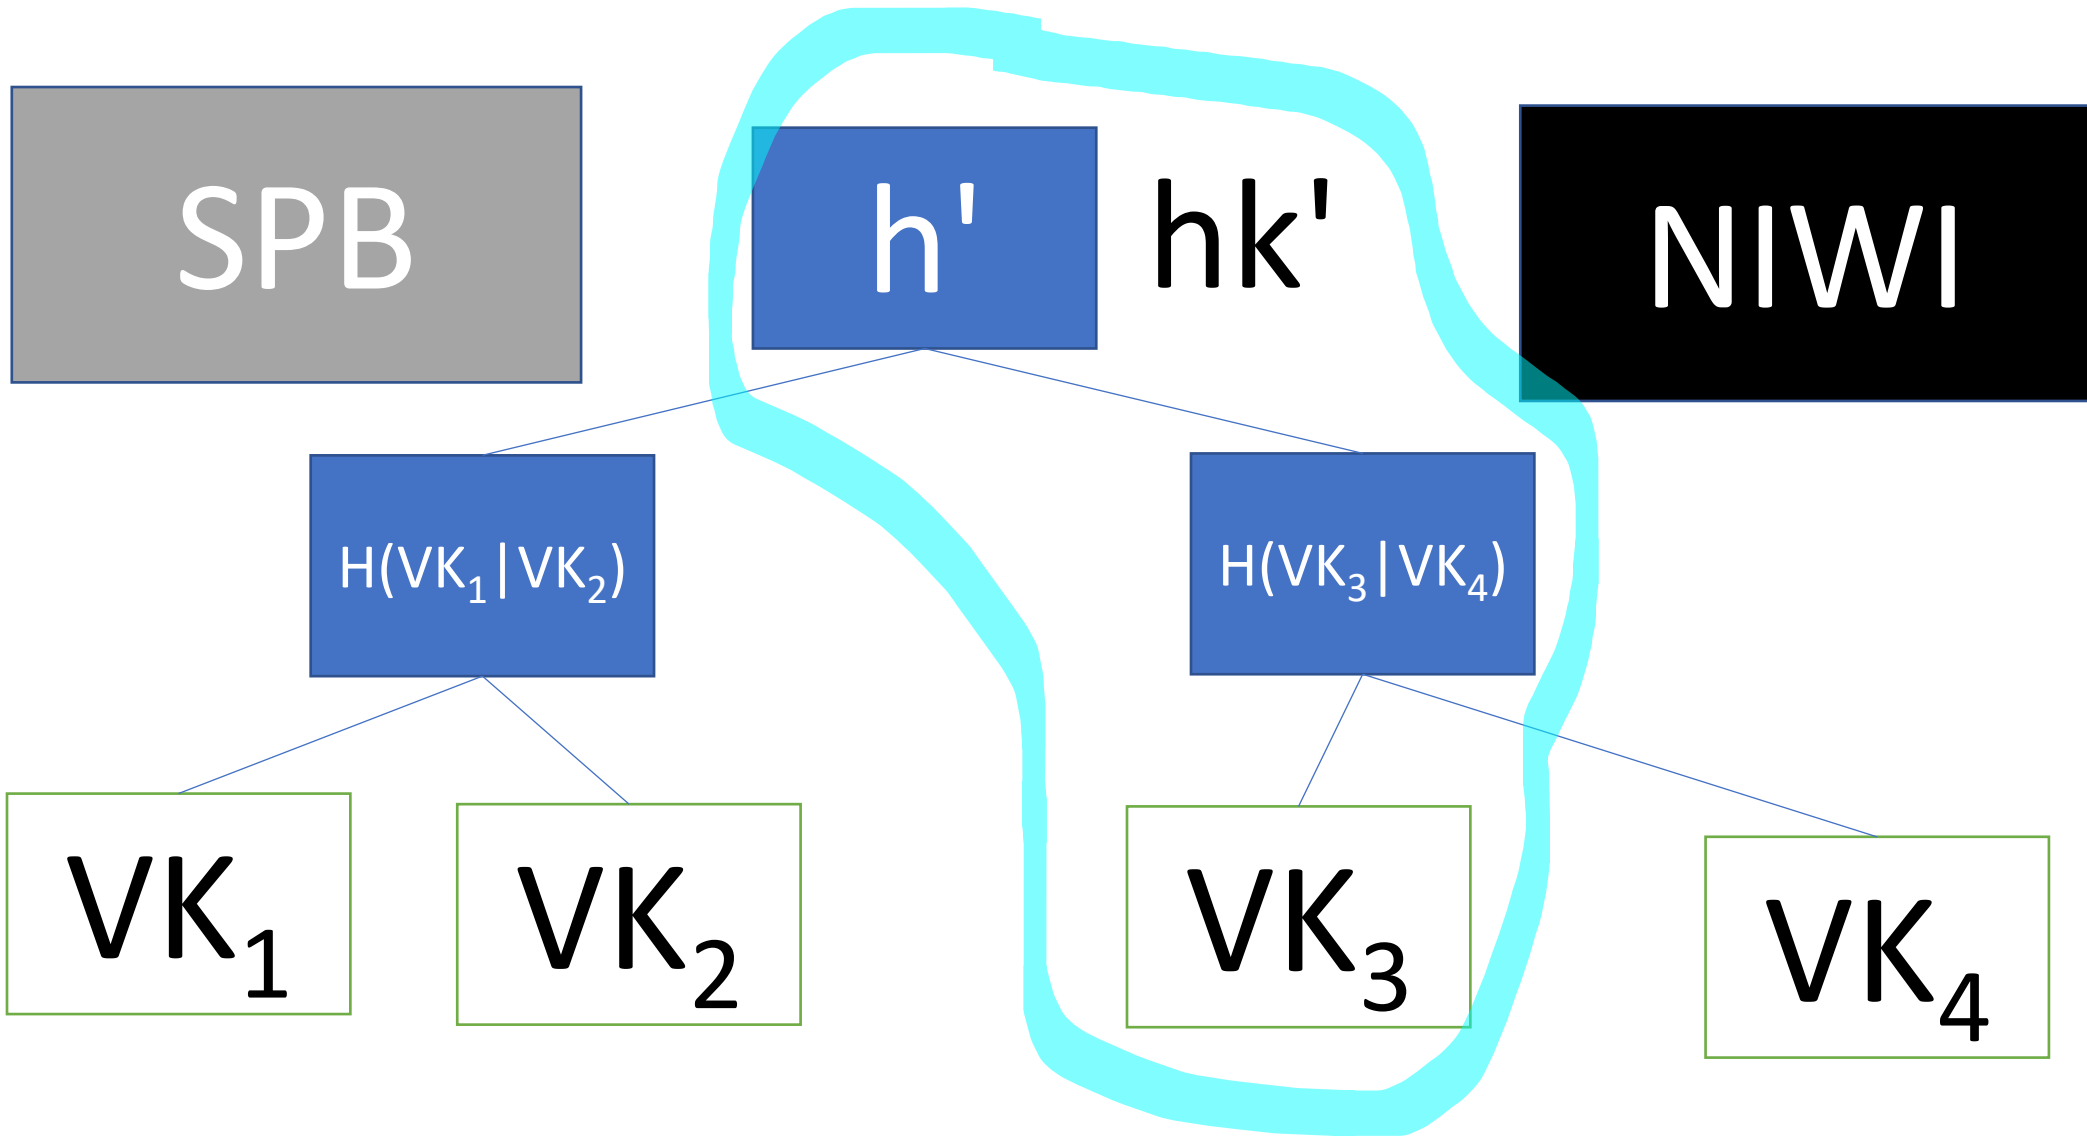 SPB
h'
hk'
NIWI
H(VK₁|VK₂)
H(VK₃|VK₄)
VK₁
VK₂
VK₃
VK₄